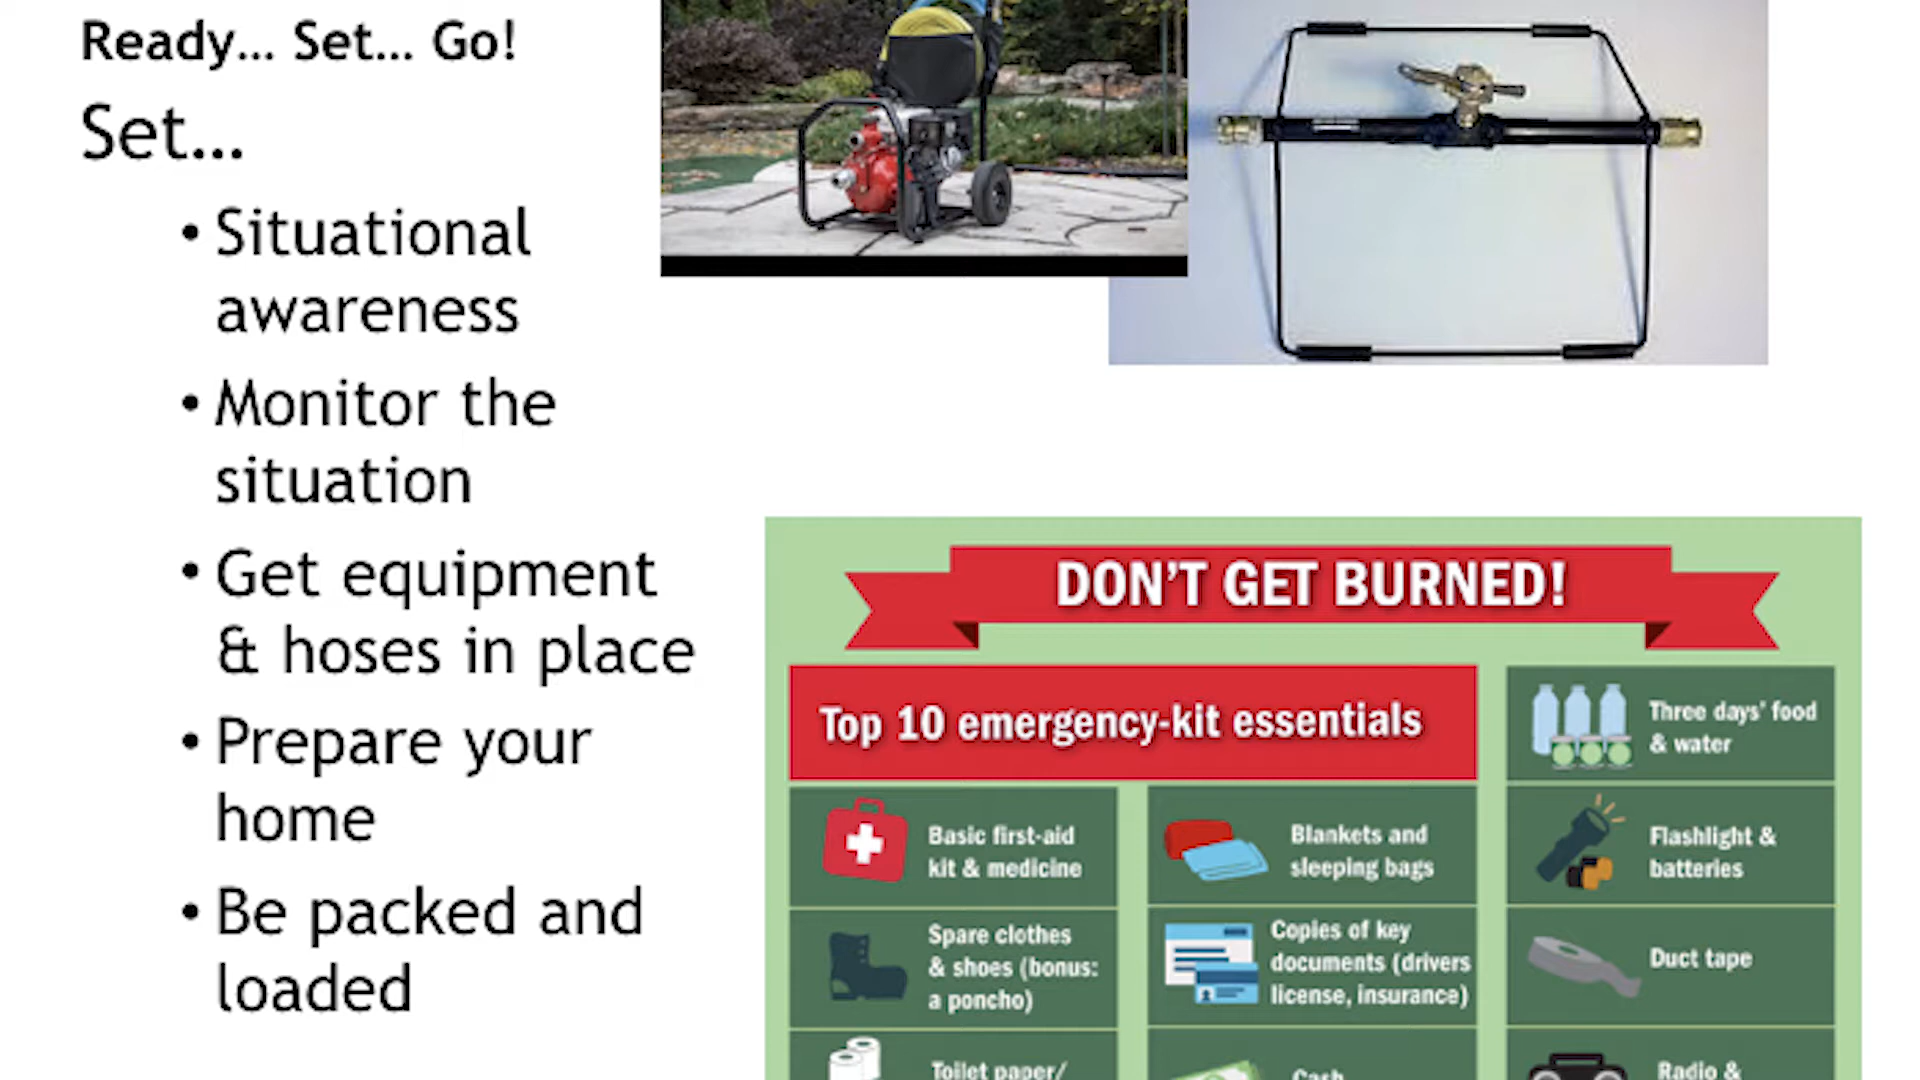 Ready… Set… Go!
Set…
• Situational
awareness
• Monitor the
situation
• Get equipment
& hoses in place
• Prepare your
home
• Be packed and
loaded
DON'T GET BURNED!
Top 10 emergency-kit essentials
Three days' food
& water
Basic first-aid
kit & medicine
Blankets and
sleeping bags
Flashlight &
batteries
Spare clothes
& shoes (bonus:
a poncho)
Copies of key
documents (drivers
license, insurance)
Duct tape
Toilet paper/
Cash
Radio &